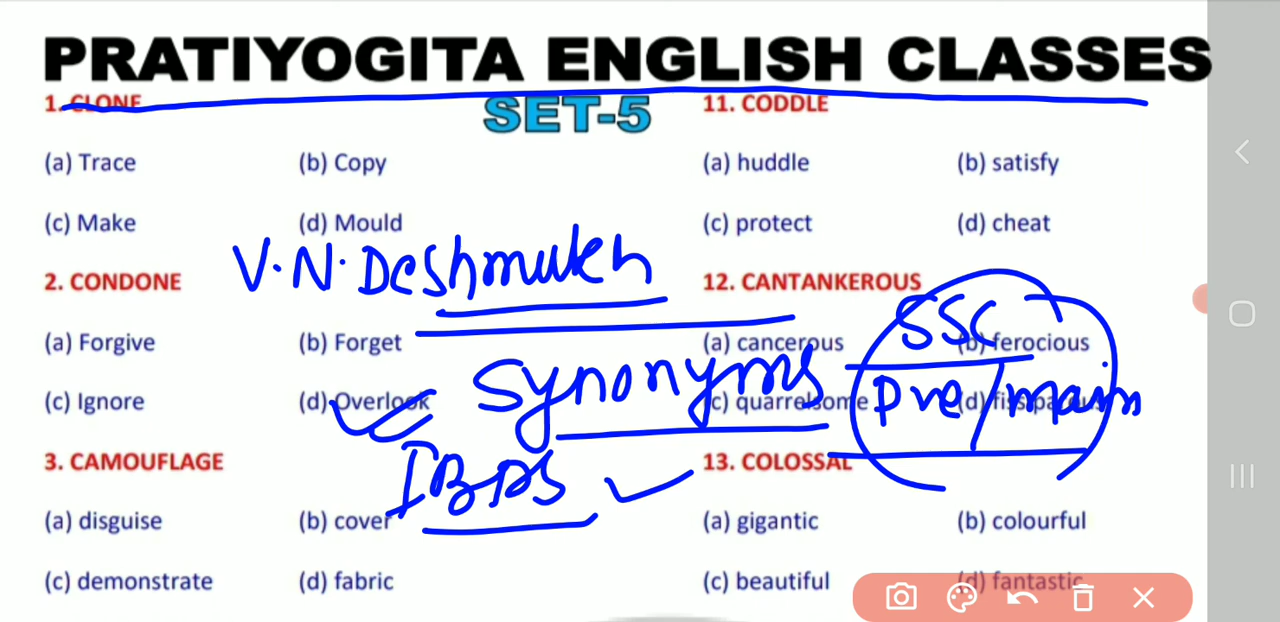 PRATIYOGITA ENGLISH CLASSES
SET-5
1. CLONE
(a) Trace (b) Copy
(c) Make (d) Mould
V.N.Deshmukh
2. CONDONE
(a) Forgive (b) Forget
(c) Ignore (d) Overlook
Synonyms
3. CAMOUFLAGE
IBPS
(a) disguise (b) cover
(c) demonstrate (d) fabric
11. CODDLE
(a) huddle (b) satisfy
(c) protect (d) cheat
12. CANTANKEROUS
SSC
(a) cancerous (b) ferocious
Pre/main
(c) quarrelsome (d)
13. COLOSSAL
(a) gigantic (b) colourful
(c) beautiful (d) fantastic